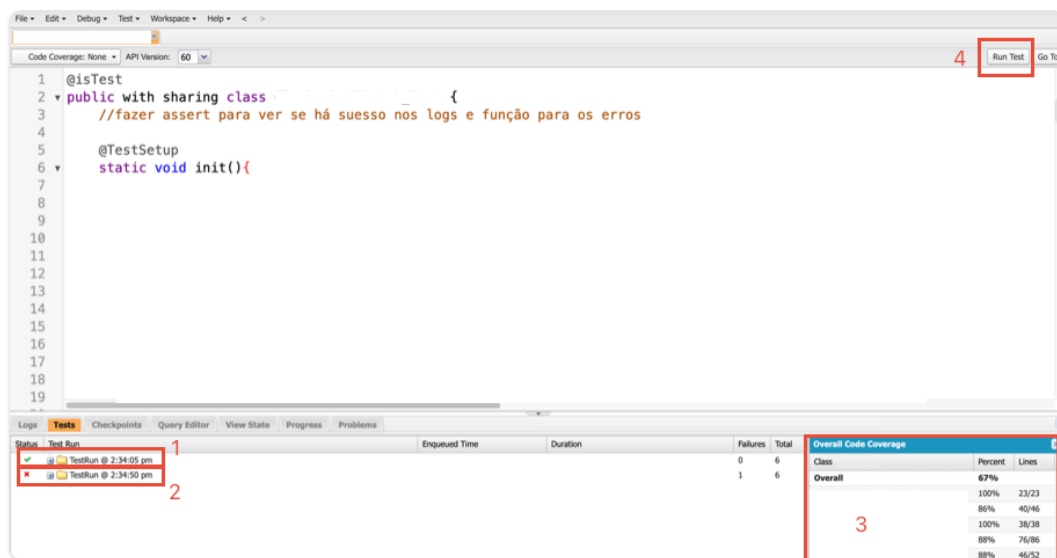 File Edit Debug Test Workspace Help < >
Code Coverage: None API Version: 60
4 Run Test Go To
1 @isTest
2 public with sharing class {
3 //fazer assert para ver se há suesso nos logs e função para os erros
4
5 @TestSetup
6 static void init(){
7
8
9
10
11
12
13
14
15
16
17
18
19
Logs Tests Checkpoints Query Editor View State Progress Problems
Status Test Run Enqueued Time Duration Failures Total
1
TestRun @ 2:34:05 pm 0 6
TestRun @ 2:34:50 pm 1 6
2
Overall Code Coverage
Class Percent Lines
Overall 67%
100% 23/23
86% 40/46
3
100% 38/38
88% 76/86
88% 46/52